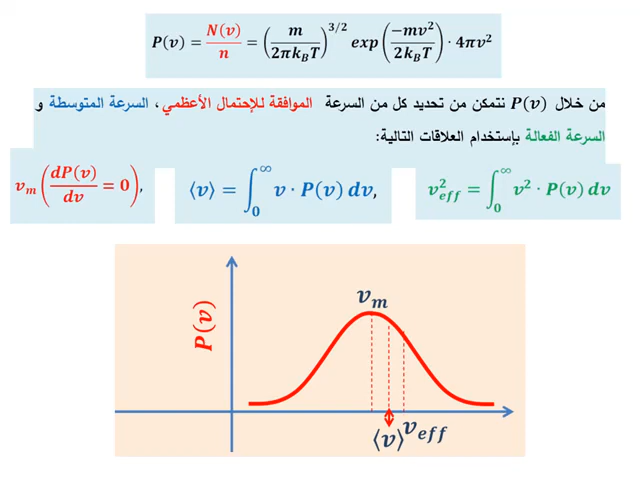 P(v) = N(v)/n = (m/2πk_BT)^{3/2} exp(−mv²/2k_BT) · 4πv²
من خلال P(v) نتمكن من تحديد كل من السرعة الموافقة للإحتمال الأعظمي، السرعة المتوسطة و
السرعة الفعالة بإستخدام العلاقات التالية:
v_m (dP(v)/dv = 0), ⟨v⟩ = ∫_0^∞ v · P(v) dv, v_eff² = ∫_0^∞ v² · P(v) dv
v_m
P(v)
⟨v⟩ v_eff